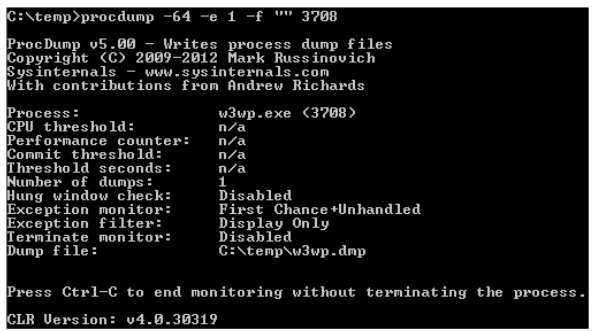 C:\temp>procdump -64 -e 1 -f "" 3708
ProcDump v5.00 - Writes process dump files
Copyright (C) 2009-2012 Mark Russinovich
Sysinternals - www.sysinternals.com
With contributions from Andrew Richards
Process: w3wp.exe (3708)
CPU threshold: n/a
Performance counter: n/a
Commit threshold: n/a
Threshold seconds: n/a
Number of dumps: 1
Hung window check: Disabled
Exception monitor: First Chance+Unhandled
Exception filter: Display Only
Terminate monitor: Disabled
Dump file: C:\temp\w3wp.dmp
Press Ctrl-C to end monitoring without terminating the process.
CLR Version: v4.0.30319